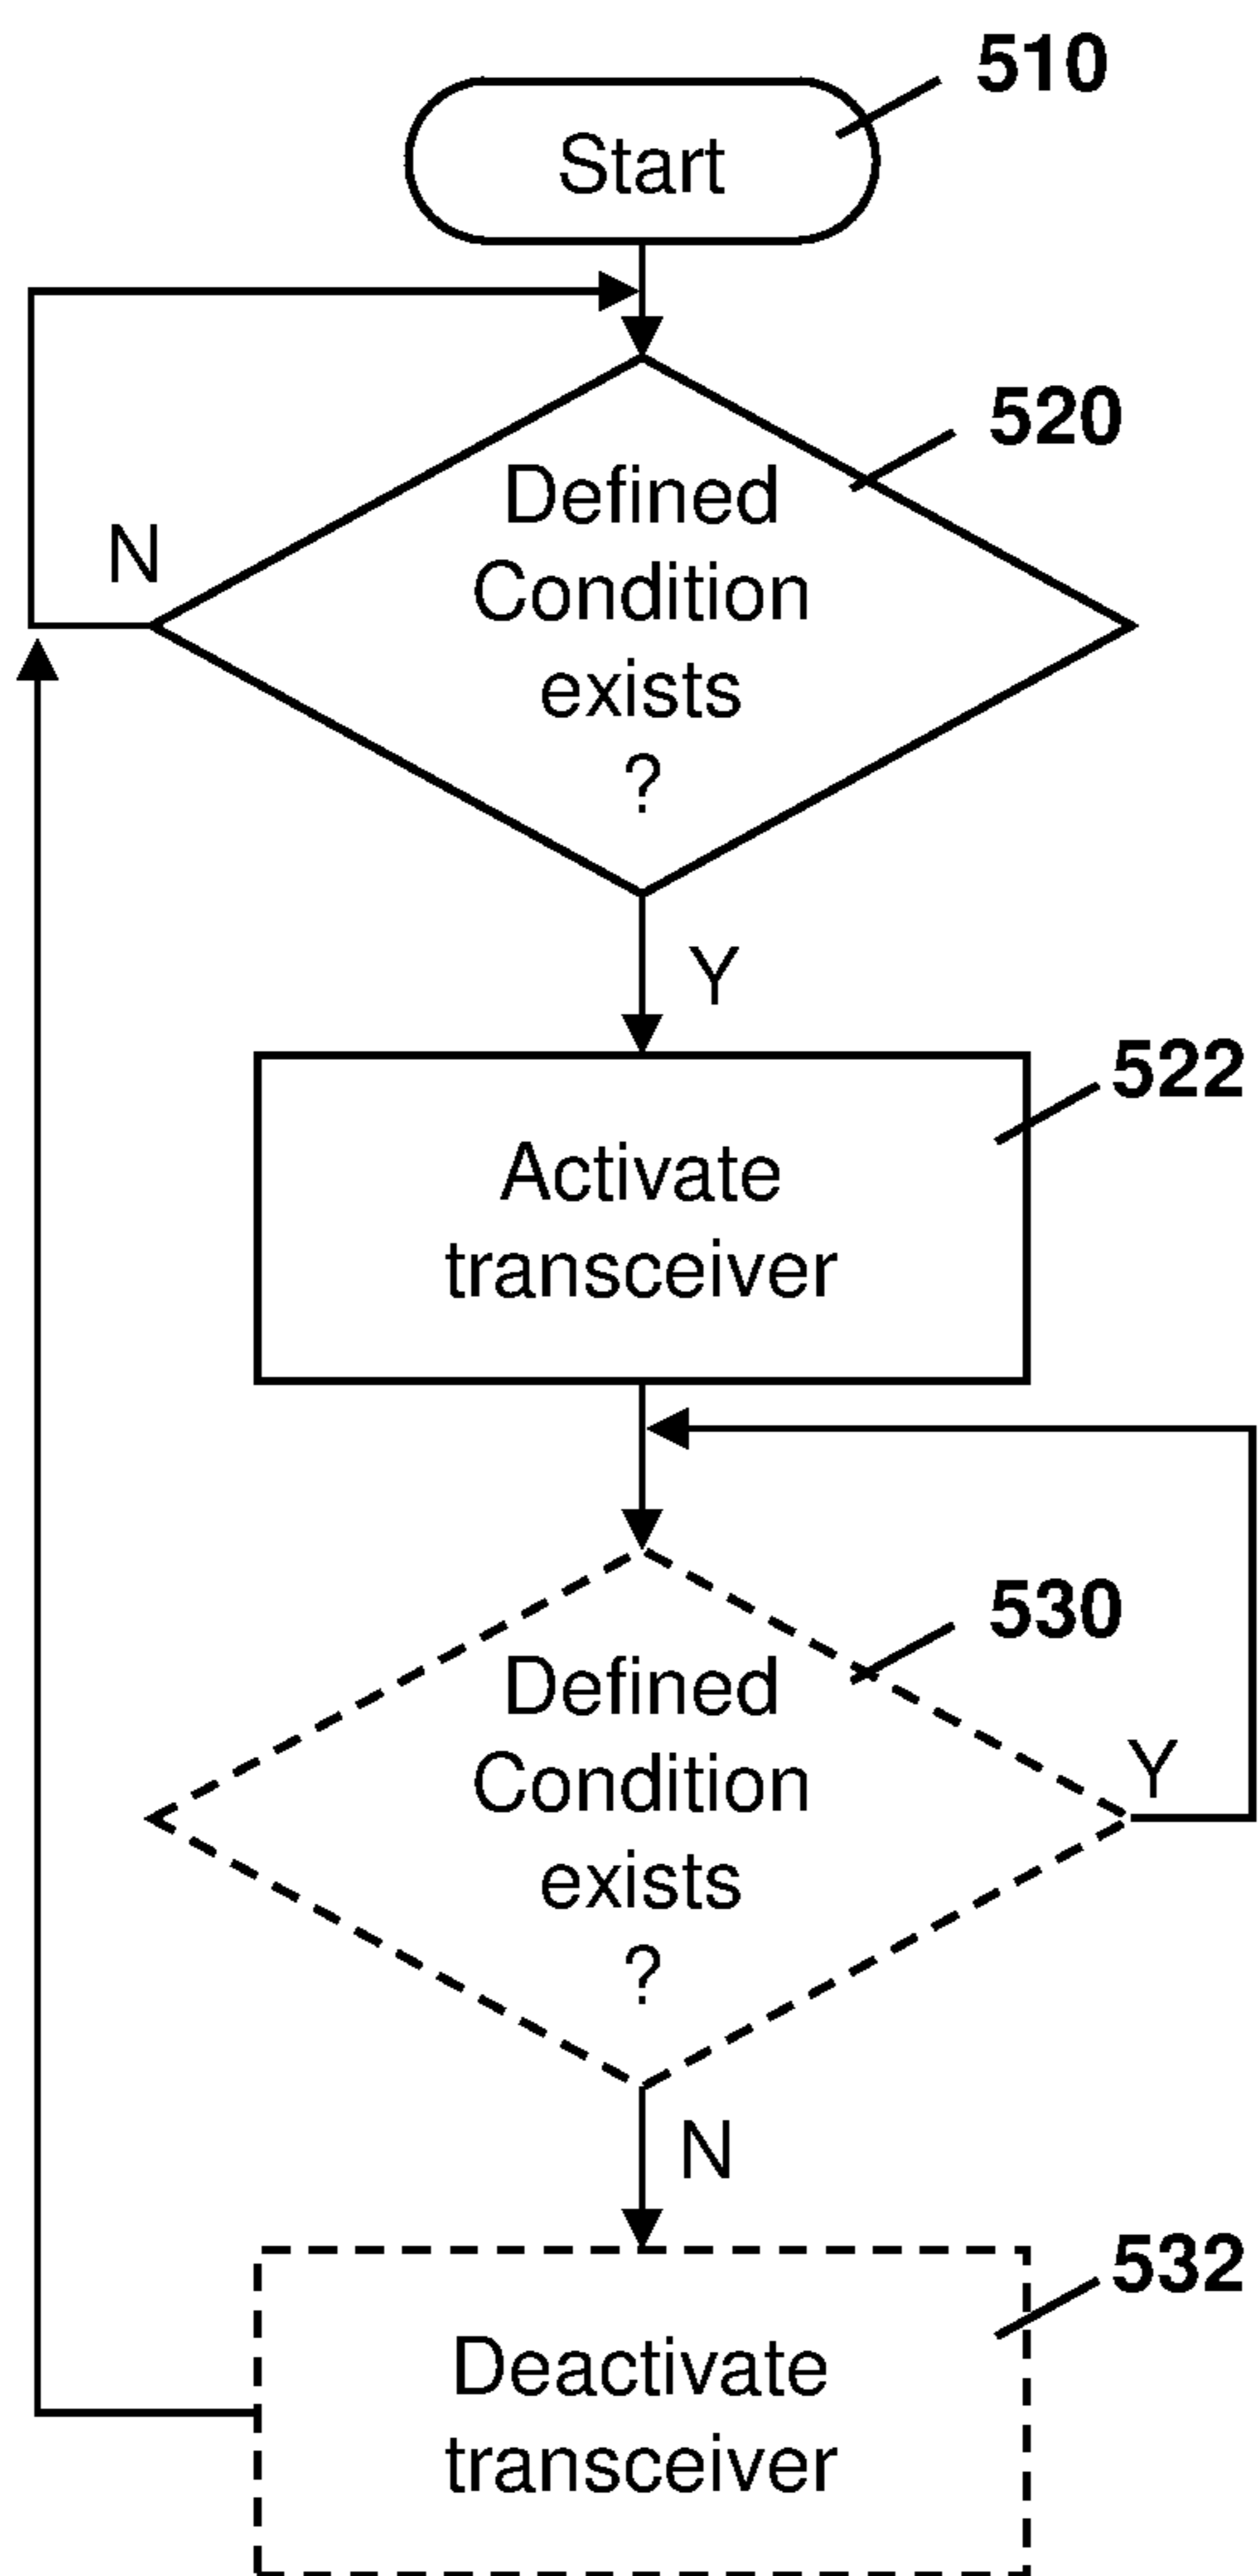 510
Start
520
Defined
Condition
exists
?
N
Y
522
Activate
transceiver
530
Defined
Condition
exists
?
Y
N
532
Deactivate
transceiver